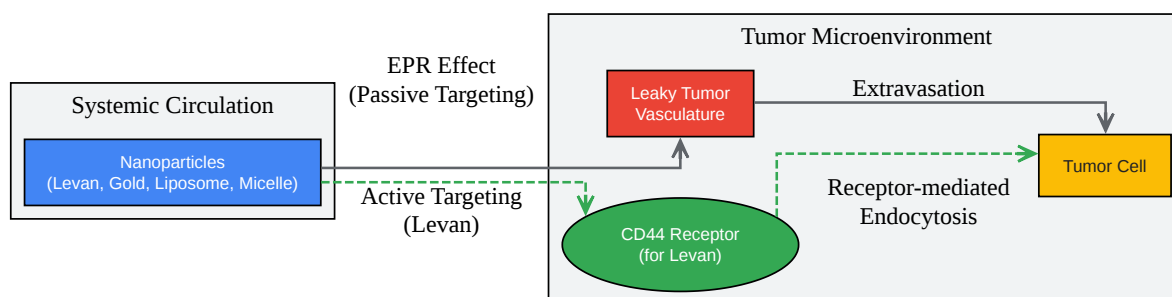 Tumor Microenvironment
EPR Effect
(Passive Targeting)
Systemic Circulation
Leaky Tumor
Vasculature
Extravasation
Nanoparticles
(Levan, Gold, Liposome, Micelle)
Tumor Cell
Active Targeting
(Levan)
Receptor-mediated
Endocytosis
CD44 Receptor
(for Levan)